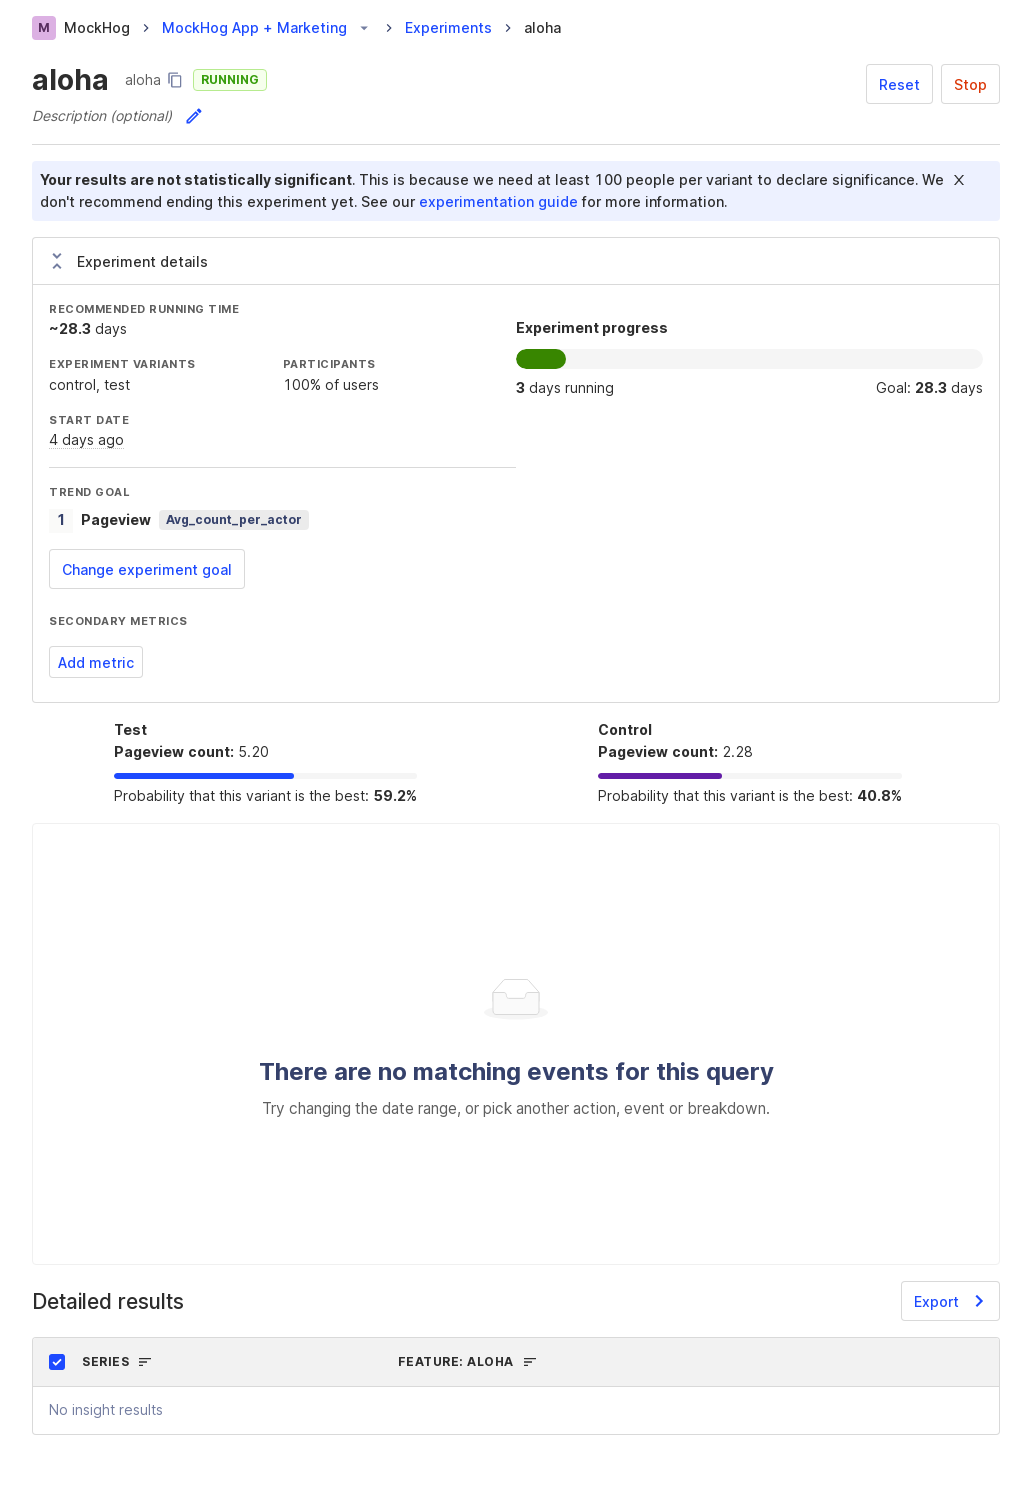 M MockHog > MockHog App + Marketing > Experiments > aloha
aloha aloha RUNNING Reset Stop
Description (optional)
Your results are not statistically significant. This is because we need at least 100 people per variant to declare significance. We
don't recommend ending this experiment yet. See our experimentation guide for more information.
Experiment details
RECOMMENDED RUNNING TIME
~28.3 days
Experiment progress
3 days running Goal: 28.3 days
EXPERIMENT VARIANTS PARTICIPANTS
control, test 100% of users
START DATE
4 days ago
TREND GOAL
1 Pageview Avg_count_per_actor
Change experiment goal
SECONDARY METRICS
Add metric
Test
Pageview count: 5.20
Probability that this variant is the best: 59.2%
Control
Pageview count: 2.28
Probability that this variant is the best: 40.8%
There are no matching events for this query
Try changing the date range, or pick another action, event or breakdown.
Detailed results Export
SERIES FEATURE: ALOHA
No insight results